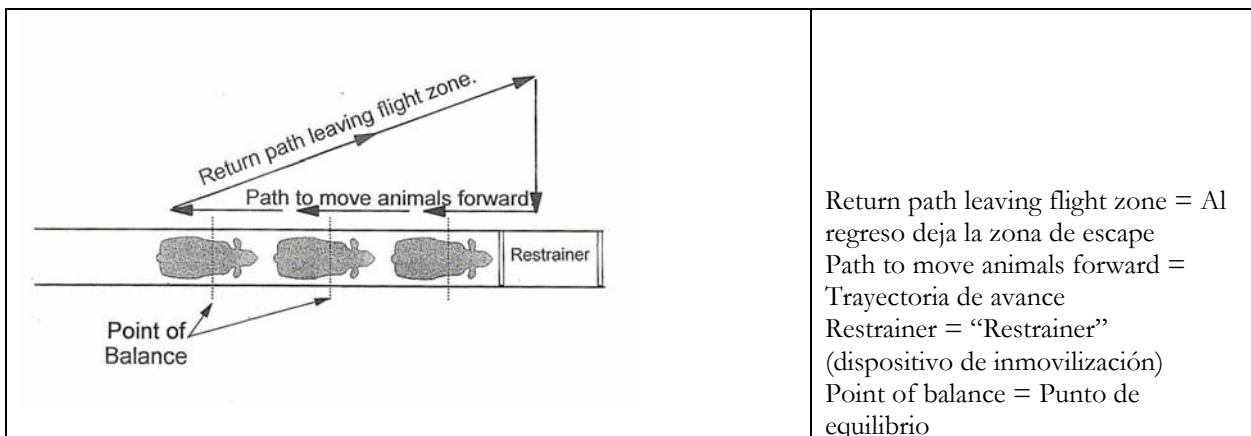 Return path leaving flight zone.
Path to move animals forward.
Restrainer
Point of
Balance
Return path leaving flight zone = Al
regreso deja la zona de escape
Path to move animals forward =
Trayectoria de avance
Restrainer = “Restrainer”
(dispositivo de inmovilización)
Point of balance = Punto de
equilibrio